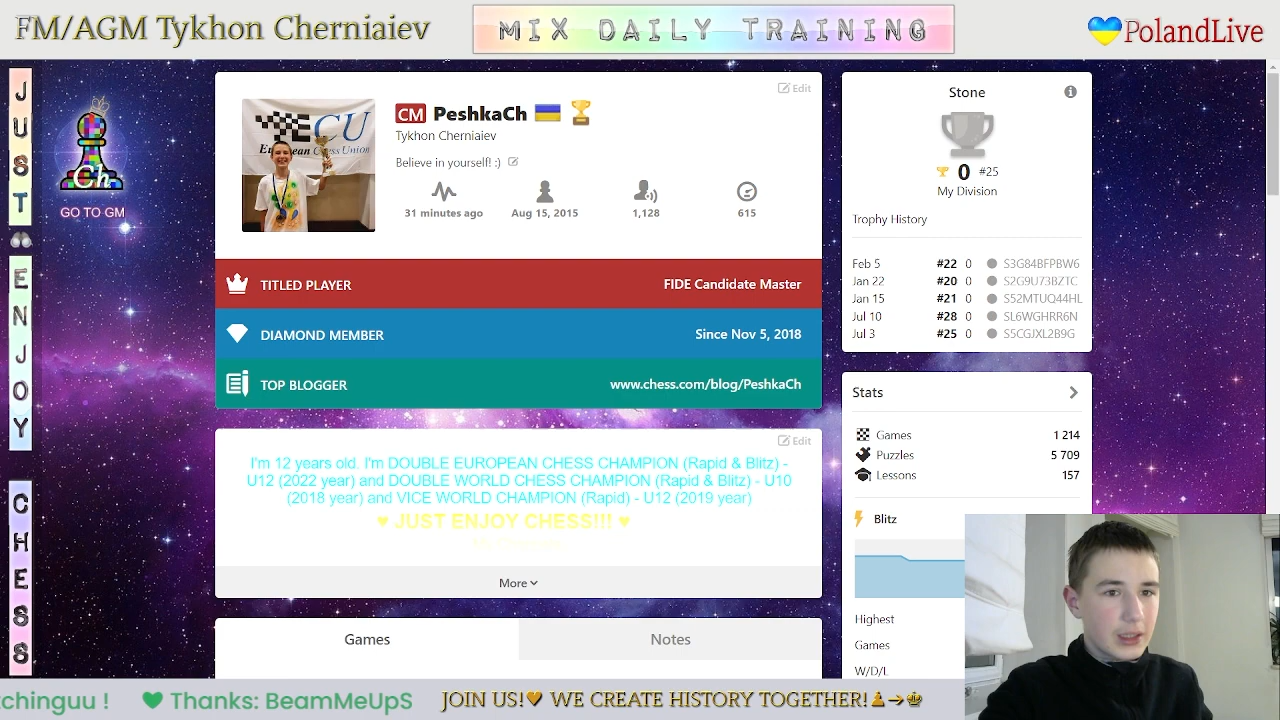 FM/AGM Tykhon Cherniaiev
MIX DAILY TRAINING
PolandLive
JUST
ENJOY
CHESS
Ch
GO TO GM
Edit
CM PeshkaCh
Tykhon Cherniaiev
Believe in yourself! :)
31 minutes ago
Aug 15, 2015
1,128
615
TITLED PLAYER
FIDE Candidate Master
DIAMOND MEMBER
Since Nov 5, 2018
TOP BLOGGER
www.chess.com/blog/PeshkaCh
Edit
I'm 12 years old. I'm DOUBLE EUROPEAN CHESS CHAMPION (Rapid & Blitz) -
U12 (2022 year) and DOUBLE WORLD CHESS CHAMPION (Rapid & Blitz) - U10
(2018 year) and VICE WORLD CHAMPION (Rapid) - U12 (2019 year)
♥ JUST ENJOY CHESS!!! ♥
More
Games
Notes
Stone
0 #25
My Division
Trophy History
Feb 5 #22 0 S3G84BFPBW6
Jan 22 #20 0 S2G9U73BZTC
Jan 15 #21 0 S52MTUQ44HL
Jul 10 #28 0 SL6WGHRR6N
Jul 3 #25 0 S5CGJXL2B9G
Stats
Games 1 214
Puzzles 5 709
Lessons 157
Blitz
Highest
Games
W/D/L
tchinguu !
Thanks: BeamMeUpS
JOIN US!♥ WE CREATE HISTORY TOGETHER!♟→♚